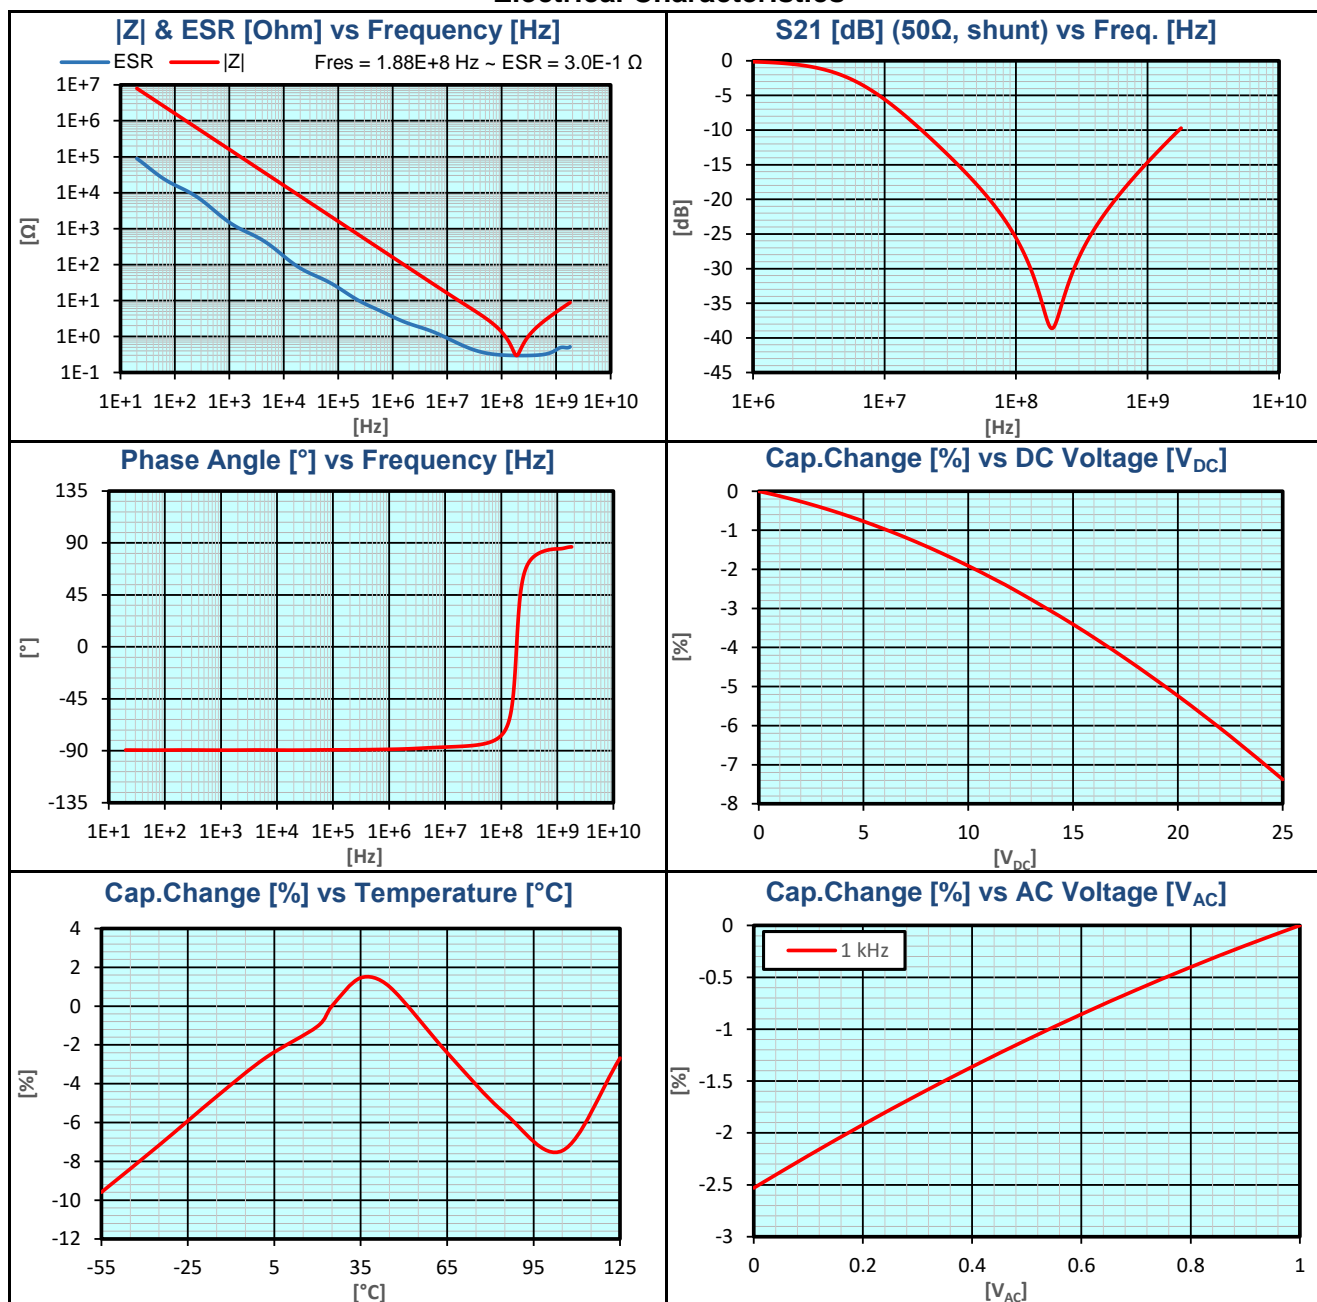 |Z| & ESR [Ohm] vs Frequency [Hz]
ESR |Z| Fres = 1.88E+8 Hz ~ ESR = 3.0E-1 Ω
1E+7
1E+6
1E+5
1E+4
1E+3
1E+2
1E+1
1E+0
1E-1
[Ω]
1E+1 1E+2 1E+3 1E+4 1E+5 1E+6 1E+7 1E+8 1E+9 1E+10
[Hz]
S21 [dB] (50Ω, shunt) vs Freq. [Hz]
0
-5
-10
-15
-20
-25
-30
-35
-40
-45
[dB]
1E+6 1E+7 1E+8 1E+9 1E+10
[Hz]
Phase Angle [°] vs Frequency [Hz]
135
90
45
0
-45
-90
-135
[°]
1E+1 1E+2 1E+3 1E+4 1E+5 1E+6 1E+7 1E+8 1E+9 1E+10
[Hz]
Cap.Change [%] vs DC Voltage [VDC]
0
-1
-2
-3
-4
-5
-6
-7
-8
[%]
0 5 10 15 20 25
[VDC]
Cap.Change [%] vs Temperature [°C]
4
2
0
-2
-4
-6
-8
-10
-12
[%]
-55 -25 5 35 65 95 125
[°C]
Cap.Change [%] vs AC Voltage [VAC]
1 kHz
0
-0.5
-1
-1.5
-2
-2.5
-3
[%]
0 0.2 0.4 0.6 0.8 1
[VAC]